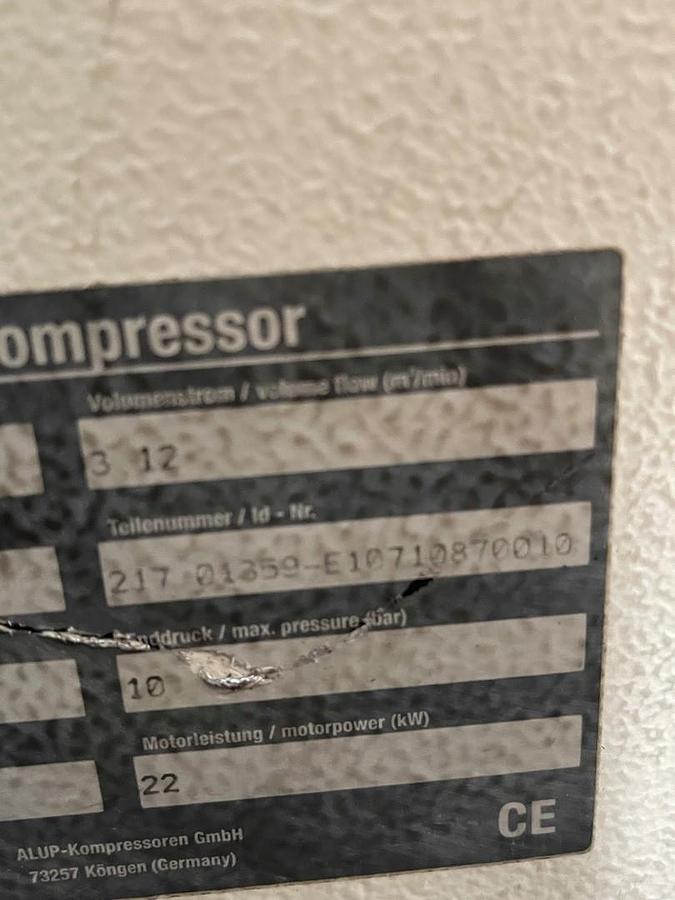 ompressor
Volumenstrom / volume flow (m³/min)
3 12
Teilenummer / Id - Nr.
217 01359-E10710870010
Enddruck / max. pressure (bar)
10
Motorleistung / motorpower (kW)
22
CE
ALUP-Kompressoren GmbH
73257 Köngen (Germany)